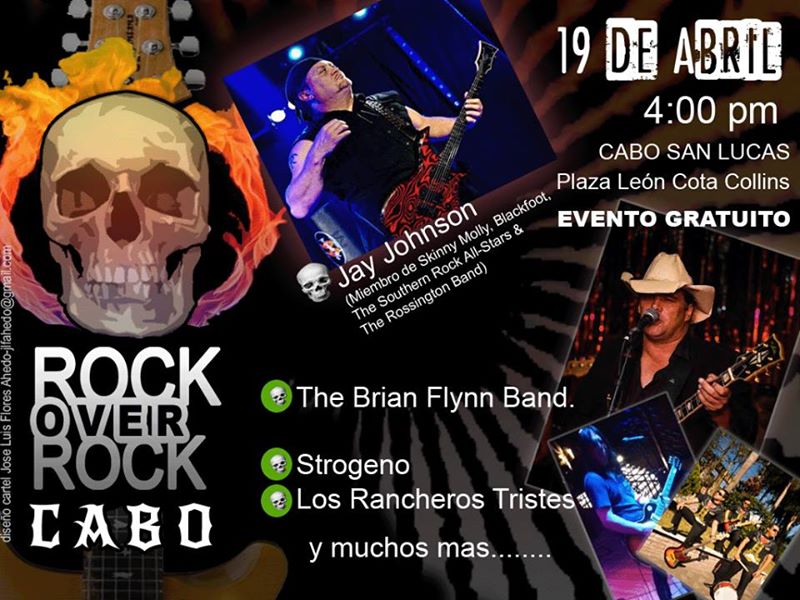 19 DE ABRIL
4:00 pm
CABO SAN LUCAS
Plaza León Cota Collins
EVENTO GRATUITO
Jay Johnson
(Miembro de Skinny Molly, Blackfoot,
The Southern Rock All-Stars &
The Rossington Band)
ROCK
OVER
ROCK
CABO
The Brian Flynn Band.
Strogeno
Los Rancheros Tristes
y muchos mas........
diseño cartel Jose Luis Flores Ahedo-jlfahedo@gmail.com